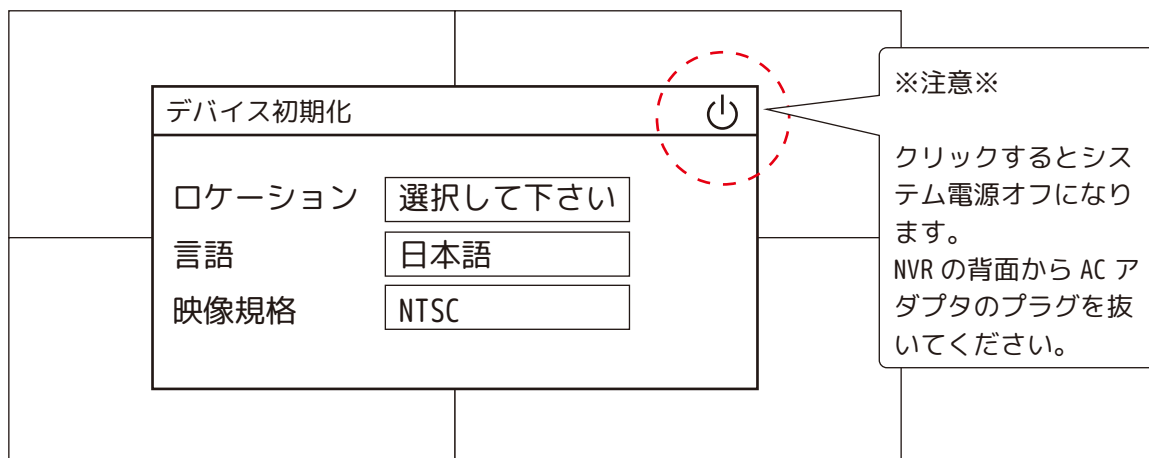 デバイス初期化
ロケーション 選択して下さい
言語 日本語
映像規格 NTSC
※注意※
クリックするとシス
テム電源オフになり
ます。
NVR の背面から AC ア
ダプタのプラグを抜
いてください。